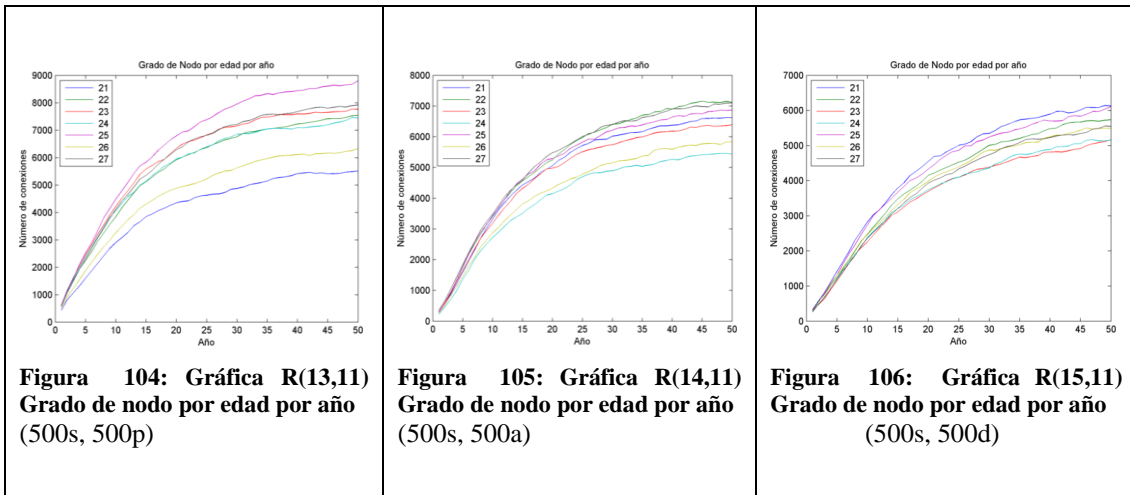 Grado de Nodo por edad por año
9000
8000
7000
6000
5000
4000
3000
2000
1000
0
Número de conexiones
21
22
23
24
25
26
27
0 5 10 15 20 25 30 35 40 45 50
Año
Figura 104: Gráfica R(13,11)
Grado de nodo por edad por año
(500s, 500p)
Grado de Nodo por edad por año
8000
7000
6000
5000
4000
3000
2000
1000
0
Número de conexiones
21
22
23
24
25
26
27
0 5 10 15 20 25 30 35 40 45 50
Año
Figura 105: Gráfica R(14,11)
Grado de nodo por edad por año
(500s, 500a)
Grado de Nodo por edad por año
7000
6000
5000
4000
3000
2000
1000
0
Número de conexiones
21
22
23
24
25
26
27
0 5 10 15 20 25 30 35 40 45 50
Año
Figura 106: Gráfica R(15,11)
Grado de nodo por edad por año
(500s, 500d)